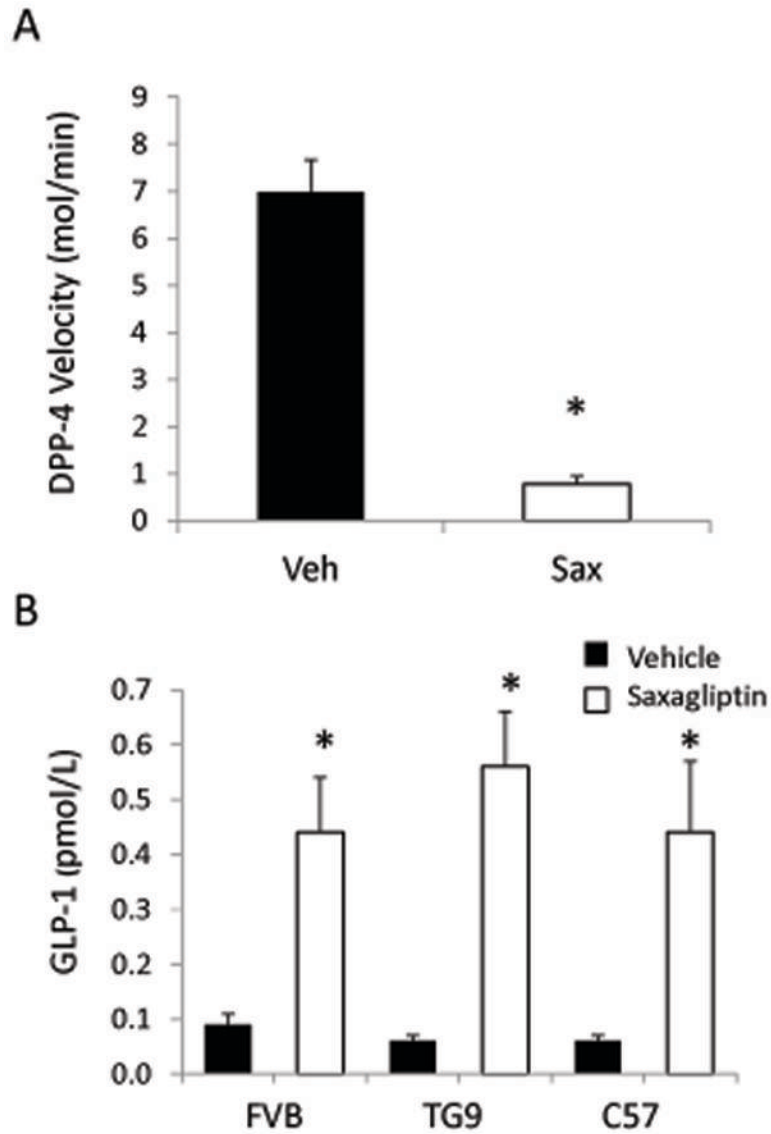 A
DPP-4 Velocity (mol/min)
9
8
7
6
5
4
3
2
1
0
*
Veh Sax
B
Vehicle
Saxagliptin
GLP-1 (pmol/L)
0.7
0.6
0.5
0.4
0.3
0.2
0.1
0.0
* * *
FVB TG9 C57